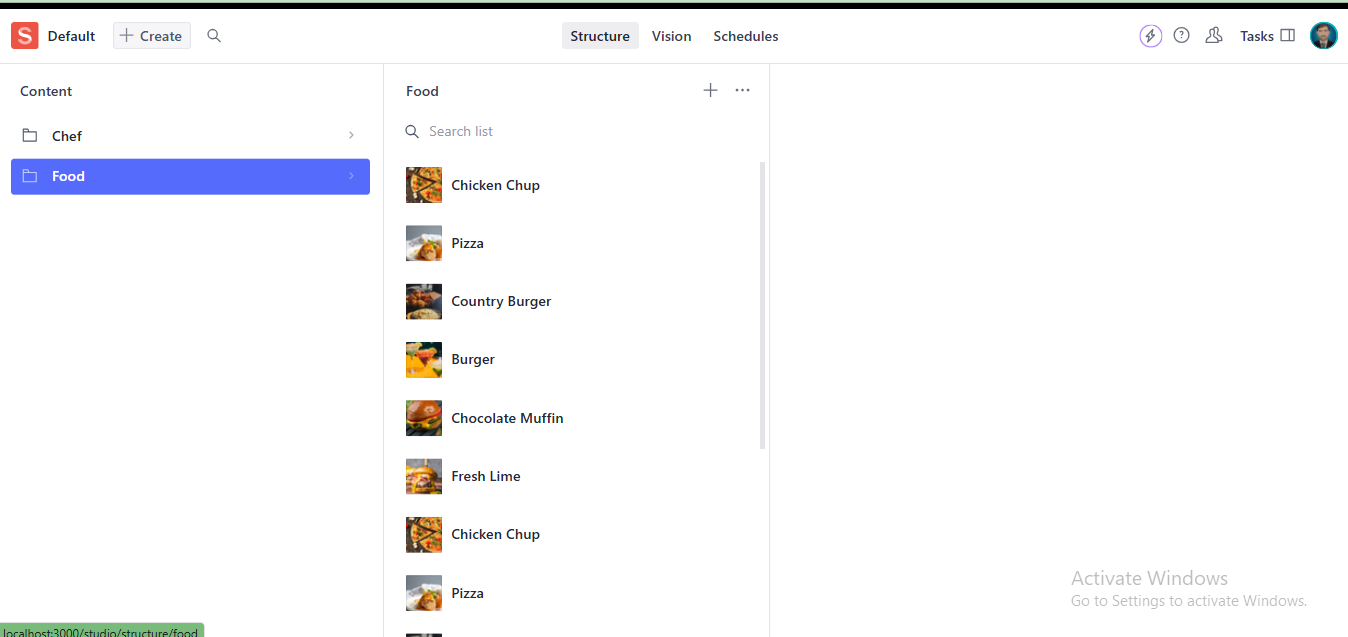 S Default + Create Structure Vision Schedules ? Tasks
Content
Chef
Food
Food
Search list
Chicken Chup
Pizza
Country Burger
Burger
Chocolate Muffin
Fresh Lime
Chicken Chup
Pizza
Activate Windows
Go to Settings to activate Windows.
localhost:3000/studio/structure/food